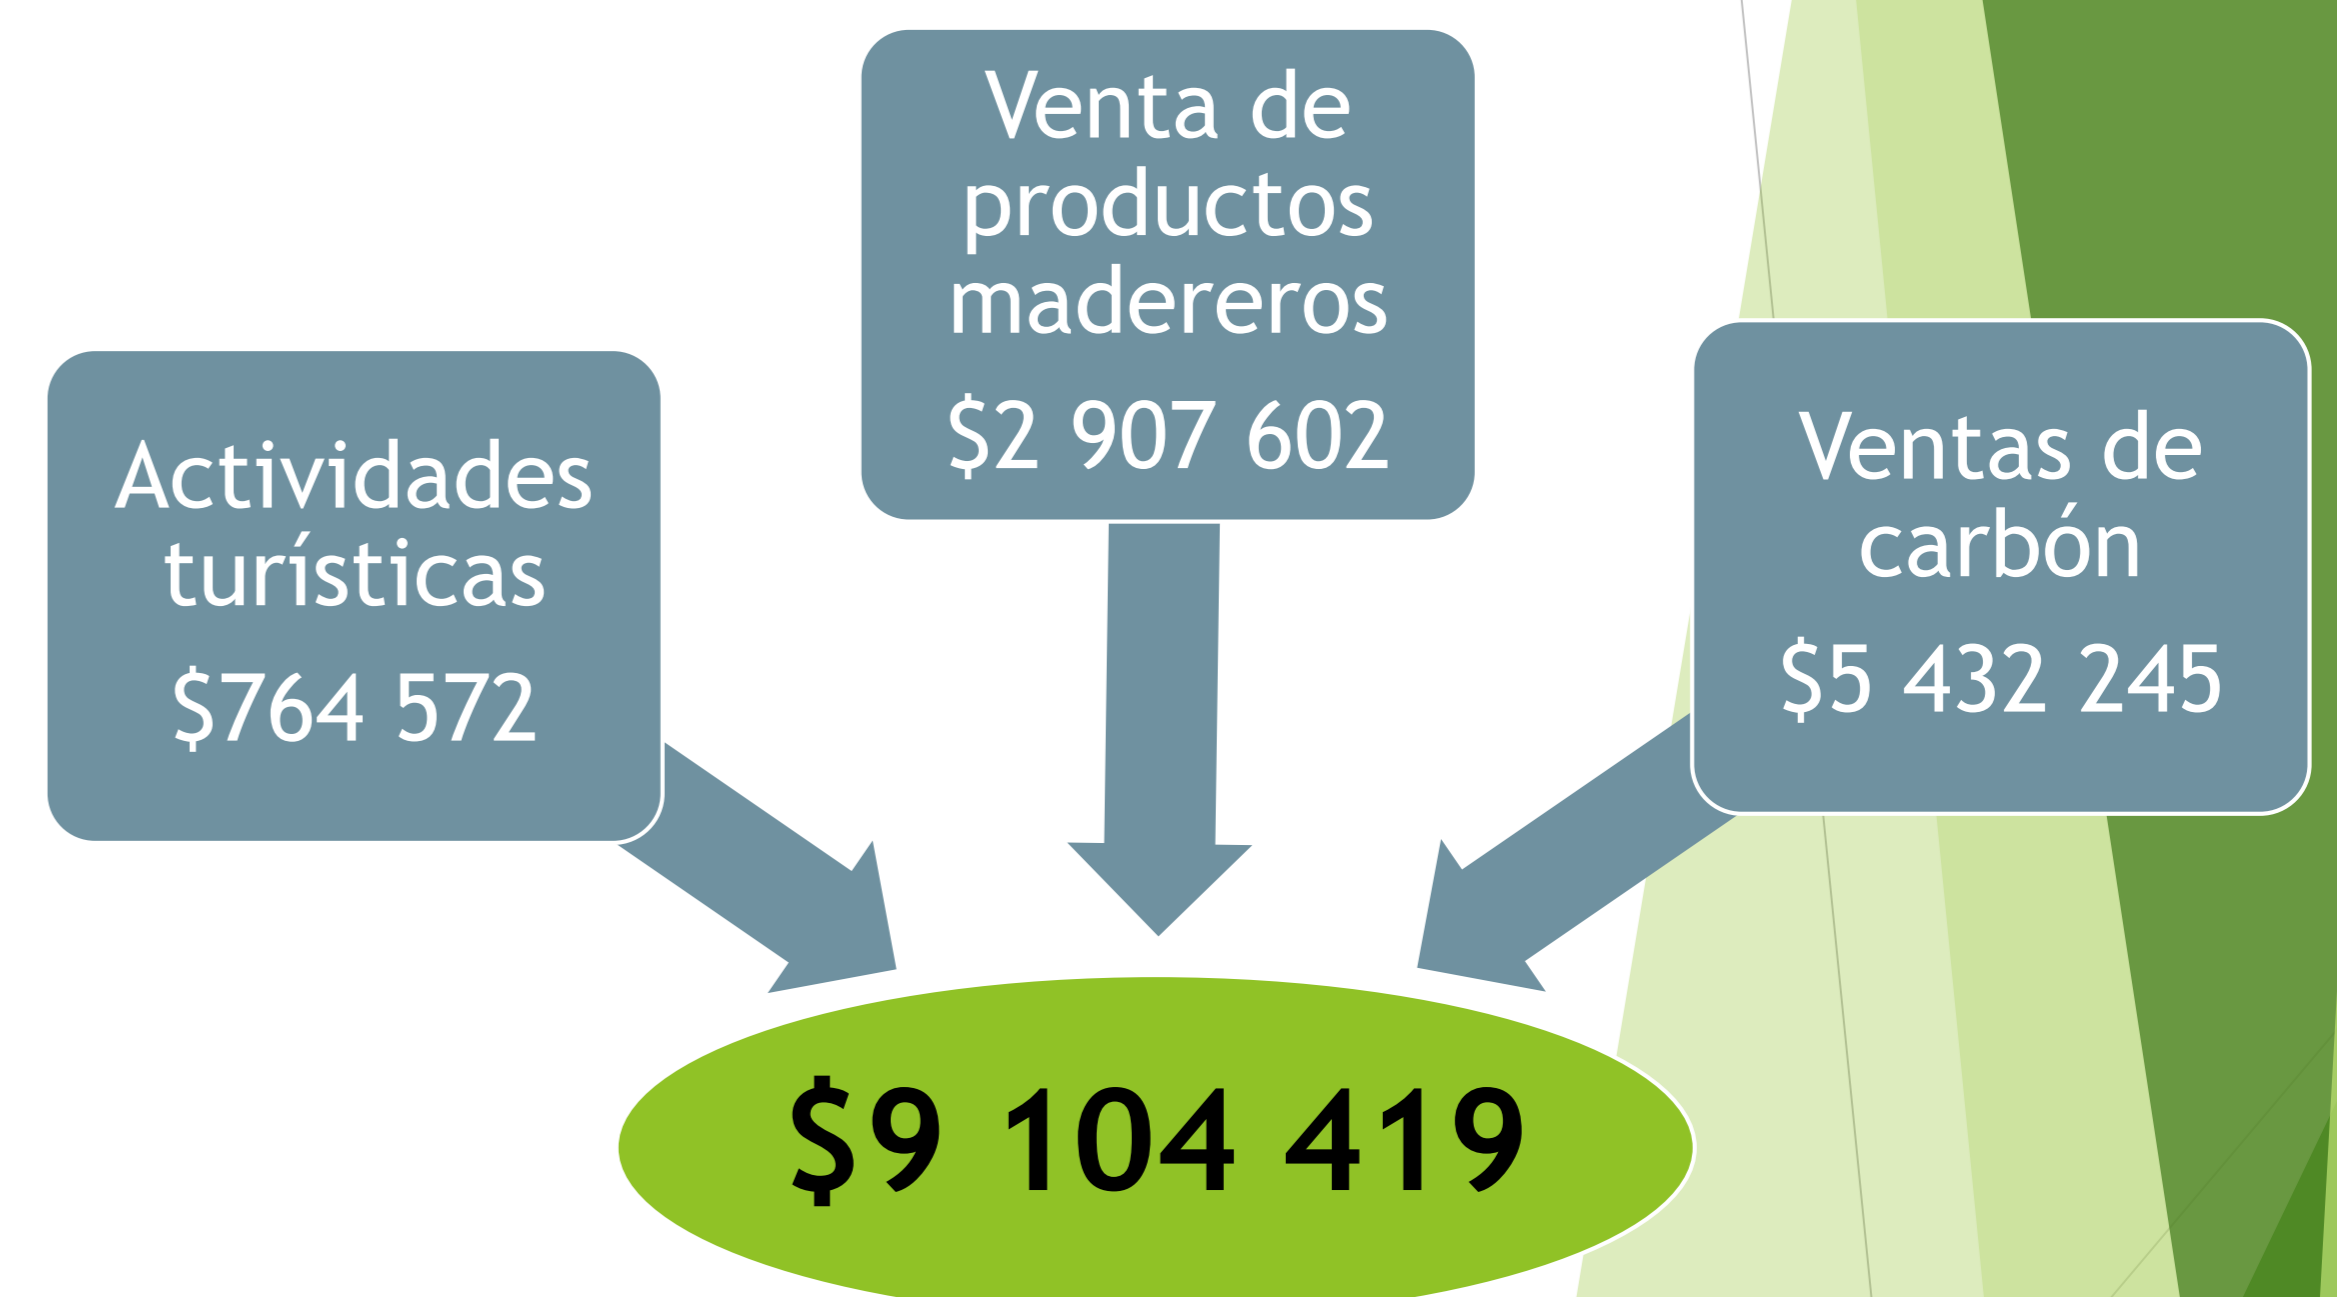 Actividades
turísticas
$764 572
Venta de
productos
madereros
$2 907 602
Ventas de
carbón
$5 432 245
$9 104 419